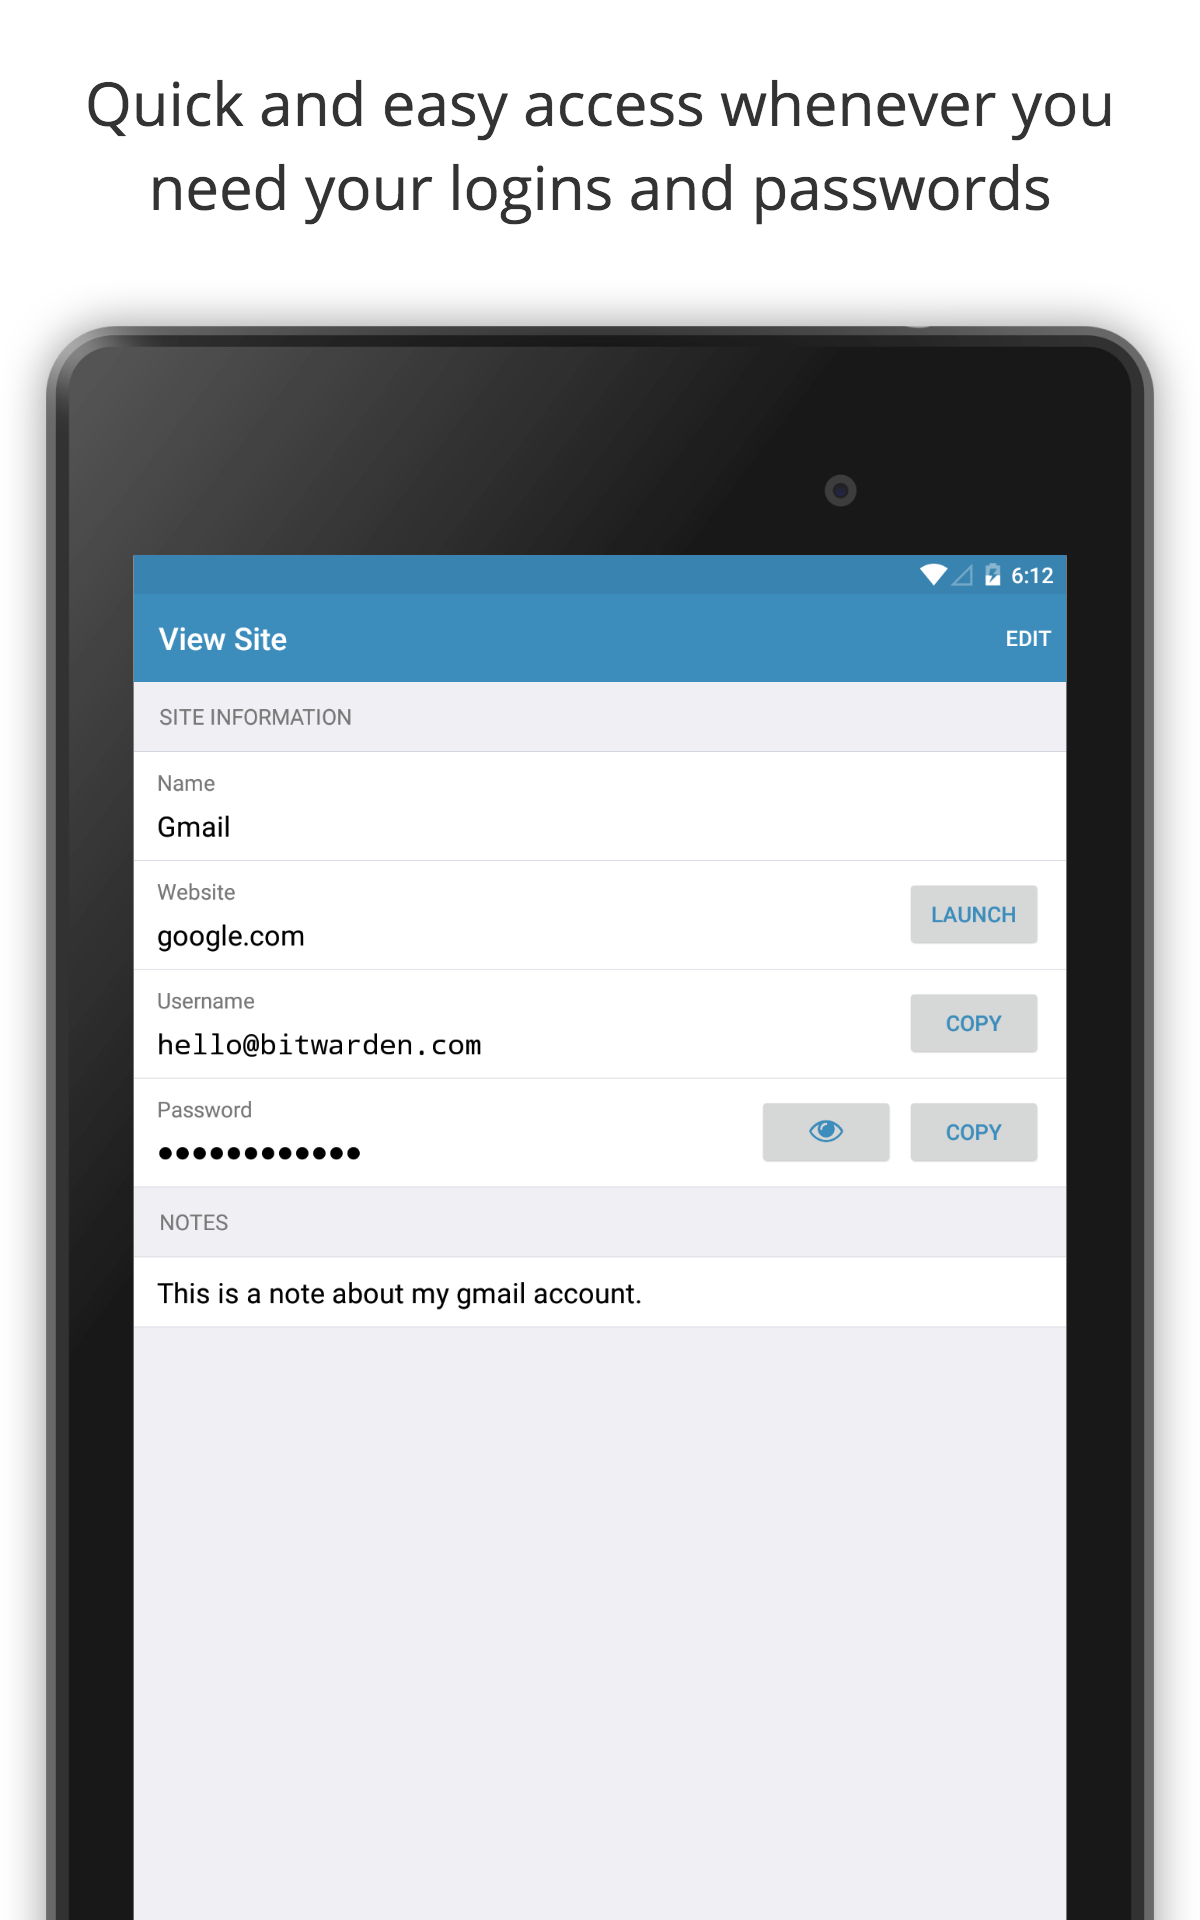 Quick and easy access whenever you
need your logins and passwords
6:12
View Site
EDIT
SITE INFORMATION
Name
Gmail
Website
google.com
LAUNCH
Username
hello@bitwarden.com
COPY
Password
••••••••••••
COPY
NOTES
This is a note about my gmail account.